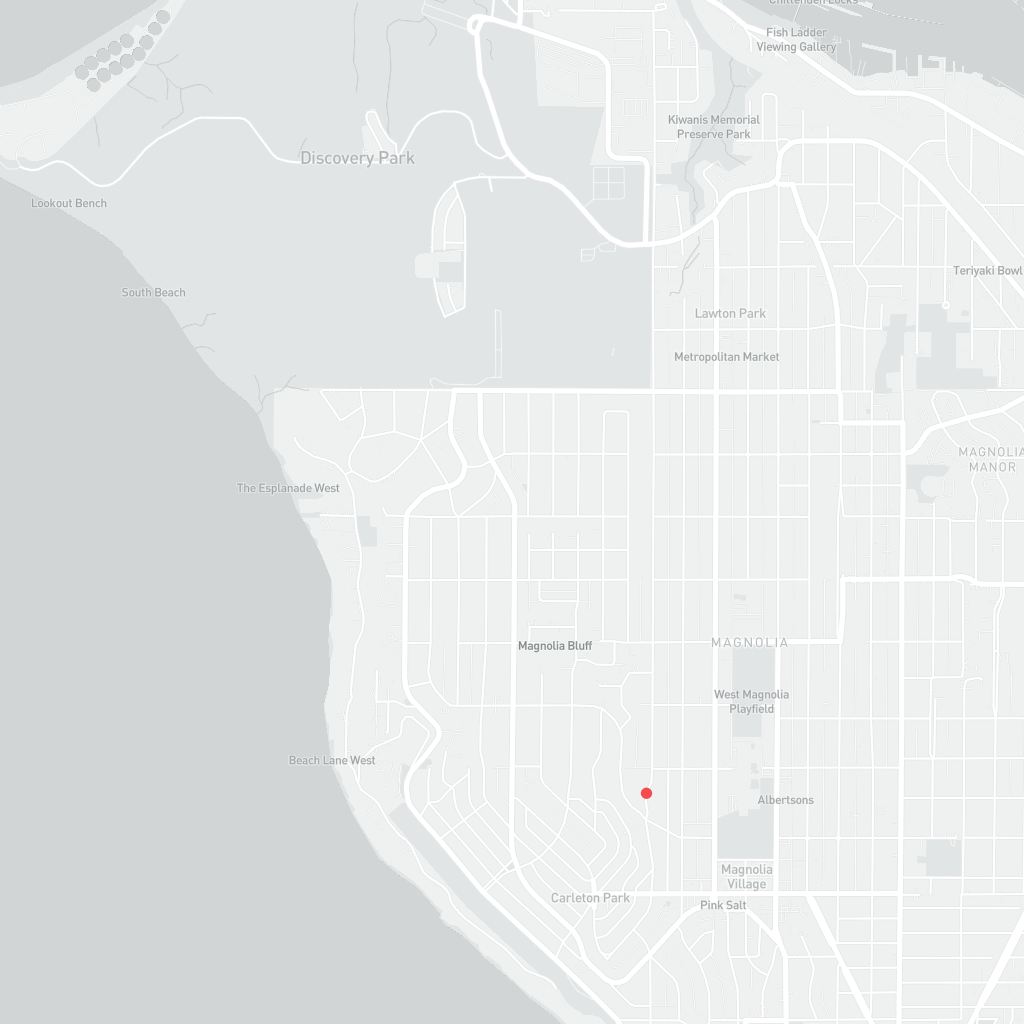 Chittenden Locks
Fish Ladder
Viewing Gallery
Kiwanis Memorial
Preserve Park
Discovery Park
Lookout Bench
Teriyaki Bowl
South Beach
Lawton Park
Metropolitan Market
MAGNOLIA
MANOR
The Esplanade West
Magnolia Bluff
MAGNOLIA
West Magnolia
Playfield
Beach Lane West
Albertsons
Magnolia
Village
Carleton Park
Pink Salt